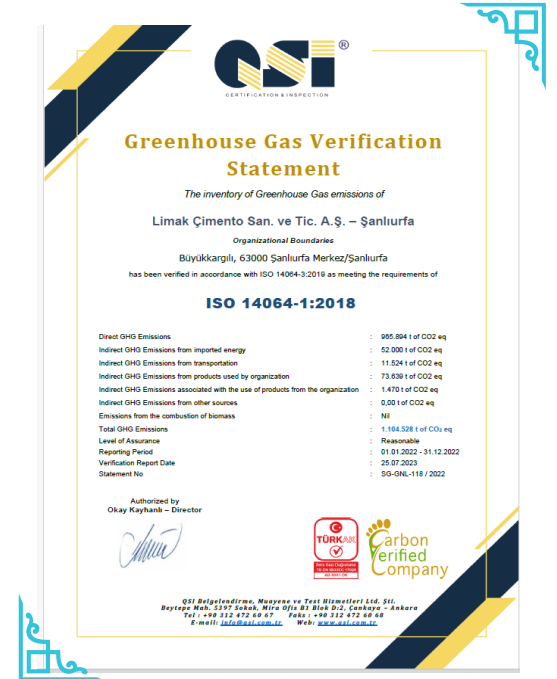 QSI®
CERTIFICATION & INSPECTION
Greenhouse Gas Verification
Statement
The inventory of Greenhouse Gas emissions of
Limak Çimento San. ve Tic. A.Ş. – Şanlıurfa
Organizational Boundaries
Büyükkargılı, 63000 Şanlıurfa Merkez/Şanlıurfa
has been verified in accordance with ISO 14064-3:2019 as meeting the requirements of
ISO 14064-1:2018
Direct GHG Emissions : 965.894 t of CO2 eq
Indirect GHG Emissions from imported energy : 52.000 t of CO2 eq
Indirect GHG Emissions from transportation : 11.524 t of CO2 eq
Indirect GHG Emissions from products used by organization : 73.639 t of CO2 eq
Indirect GHG Emissions associated with the use of products from the organization : 1.470 t of CO2 eq
Indirect GHG Emissions from other sources : 0,00 t of CO2 eq
Emissions from the combustion of biomass : Nil
Total GHG Emissions : 1.104.528 t of CO₂ eq
Level of Assurance : Reasonable
Reporting Period : 01.01.2022 - 31.12.2022
Verification Report Date : 25.07.2023
Statement No : SG-GNL-118 / 2022
Authorized by
Okay Kayhanlı – Director
TÜRKAK
Carbon
Verified
Company
QSI Belgelendirme, Muayene ve Test Hizmetleri Ltd. Şti.
Beytepe Mah. 5397 Sokak, Mira Ofis B1 Blok D:2, Çankaya - Ankara
Tel : +90 312 472 60 67 Faks : +90 312 472 60 68
E-mail: info@qsi.com.tr Web: www.qsi.com.tr